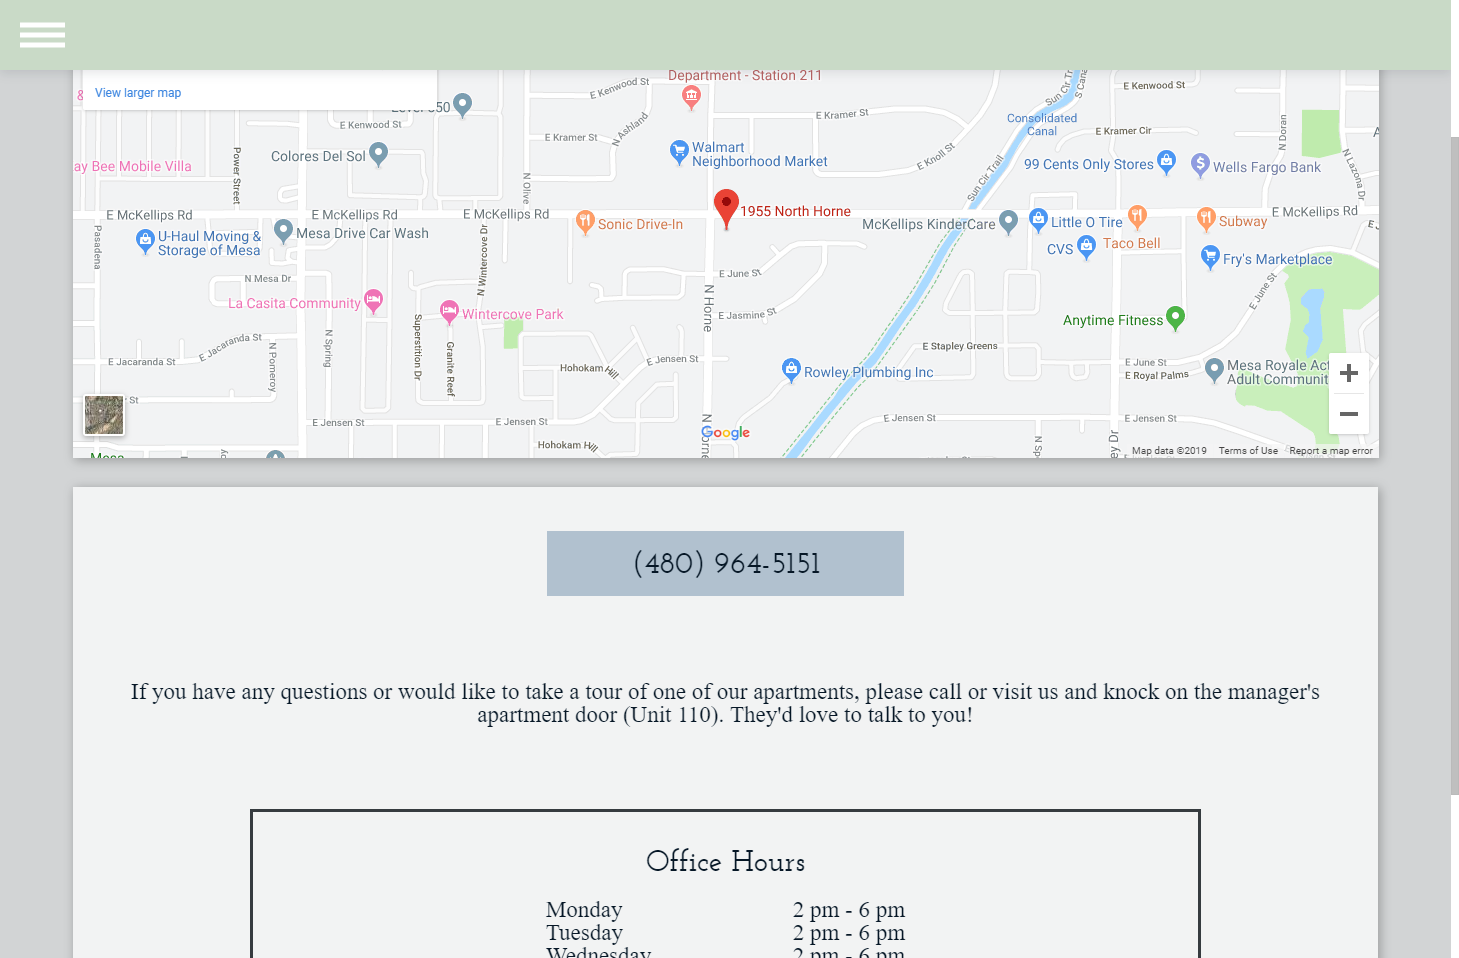 Department - Station 211
View larger map
E Kenwood St
E Kenwood St
E Kenwood St
Sun Cir Trl
Consolidated
Canal
E Kramer St
E Kramer St
E Kramer Cir
N Ashland
N Doran
N Lazona Dr
Colores Del Sol
Walmart
Neighborhood Market
E Knoll St
99 Cents Only Stores
Wells Fargo Bank
ay Bee Mobile Villa
Power Street
N Olive
Sun Cir Trail
E McKellips Rd
E McKellips Rd
E McKellips Rd
1955 North Horne
E McKellips Rd
Sonic Drive-In
McKellips KinderCare
Little O Tire
Subway
U-Haul Moving &
Storage of Mesa
Mesa Drive Car Wash
CVS
Taco Bell
Fry's Marketplace
Pasadena
N Mesa Dr
N Wintercove Dr
E June St
E June St
La Casita Community
Wintercove Park
N Horne
E Jasmine St
Anytime Fitness
E Jacaranda St
E Jacaranda St
N Pomeroy
N Spring
Superstition Dr
Granite Reef
E Jensen St
E Stapley Greens
Hohokam Hill
Rowley Plumbing Inc
E June St
E Royal Palms
Mesa Royale Act
Adult Communit
St
E Jensen St
E Jensen St
E Jensen St
E Jensen St
Hohokam Hill
Google
N Spring
Map data ©2019
Terms of Use
Report a map error
(480) 964-5151
If you have any questions or would like to take a tour of one of our apartments, please call or visit us and knock on the manager's
apartment door (Unit 110). They'd love to talk to you!
Office Hours
Monday 2 pm - 6 pm
Tuesday 2 pm - 6 pm
Wednesday 2 pm - 6 pm